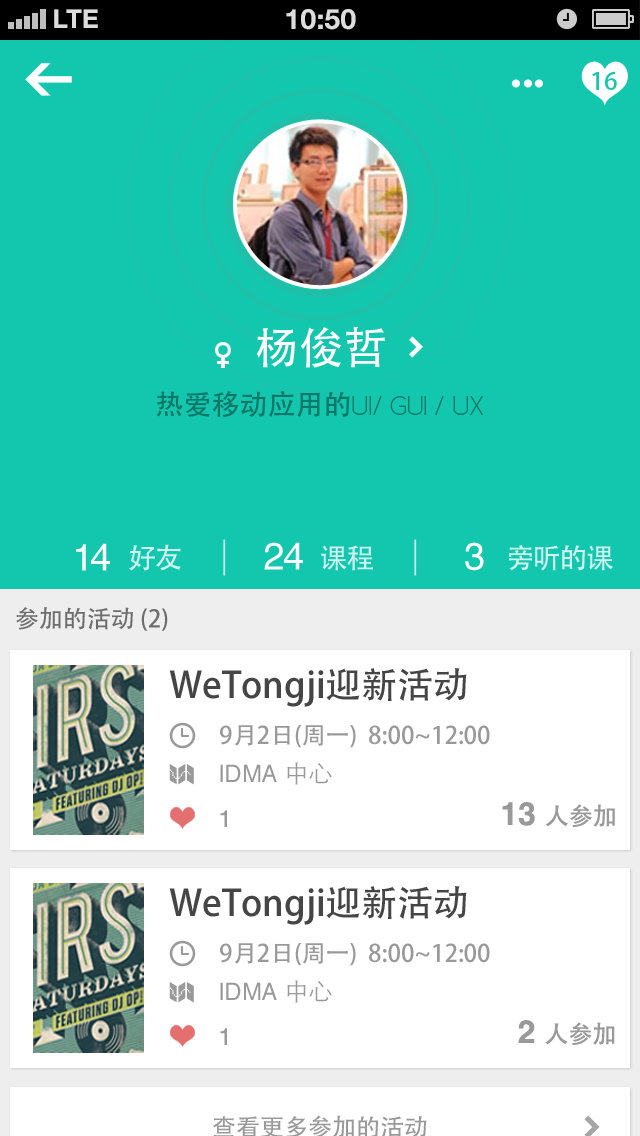 LTE 10:50
16
杨俊哲
热爱移动应用的UI/ GUI / UX
14 好友 24 课程 3 旁听的课
参加的活动 (2)
WeTongji迎新活动
9月2日(周一) 8:00~12:00
IDMA 中心
1
13 人参加
IRS
ATURDAYS
FEATURING DJ OP!
WeTongji迎新活动
9月2日(周一) 8:00~12:00
IDMA 中心
1
2 人参加
IRS
ATURDAYS
FEATURING DJ OP!
查看更多参加的活动